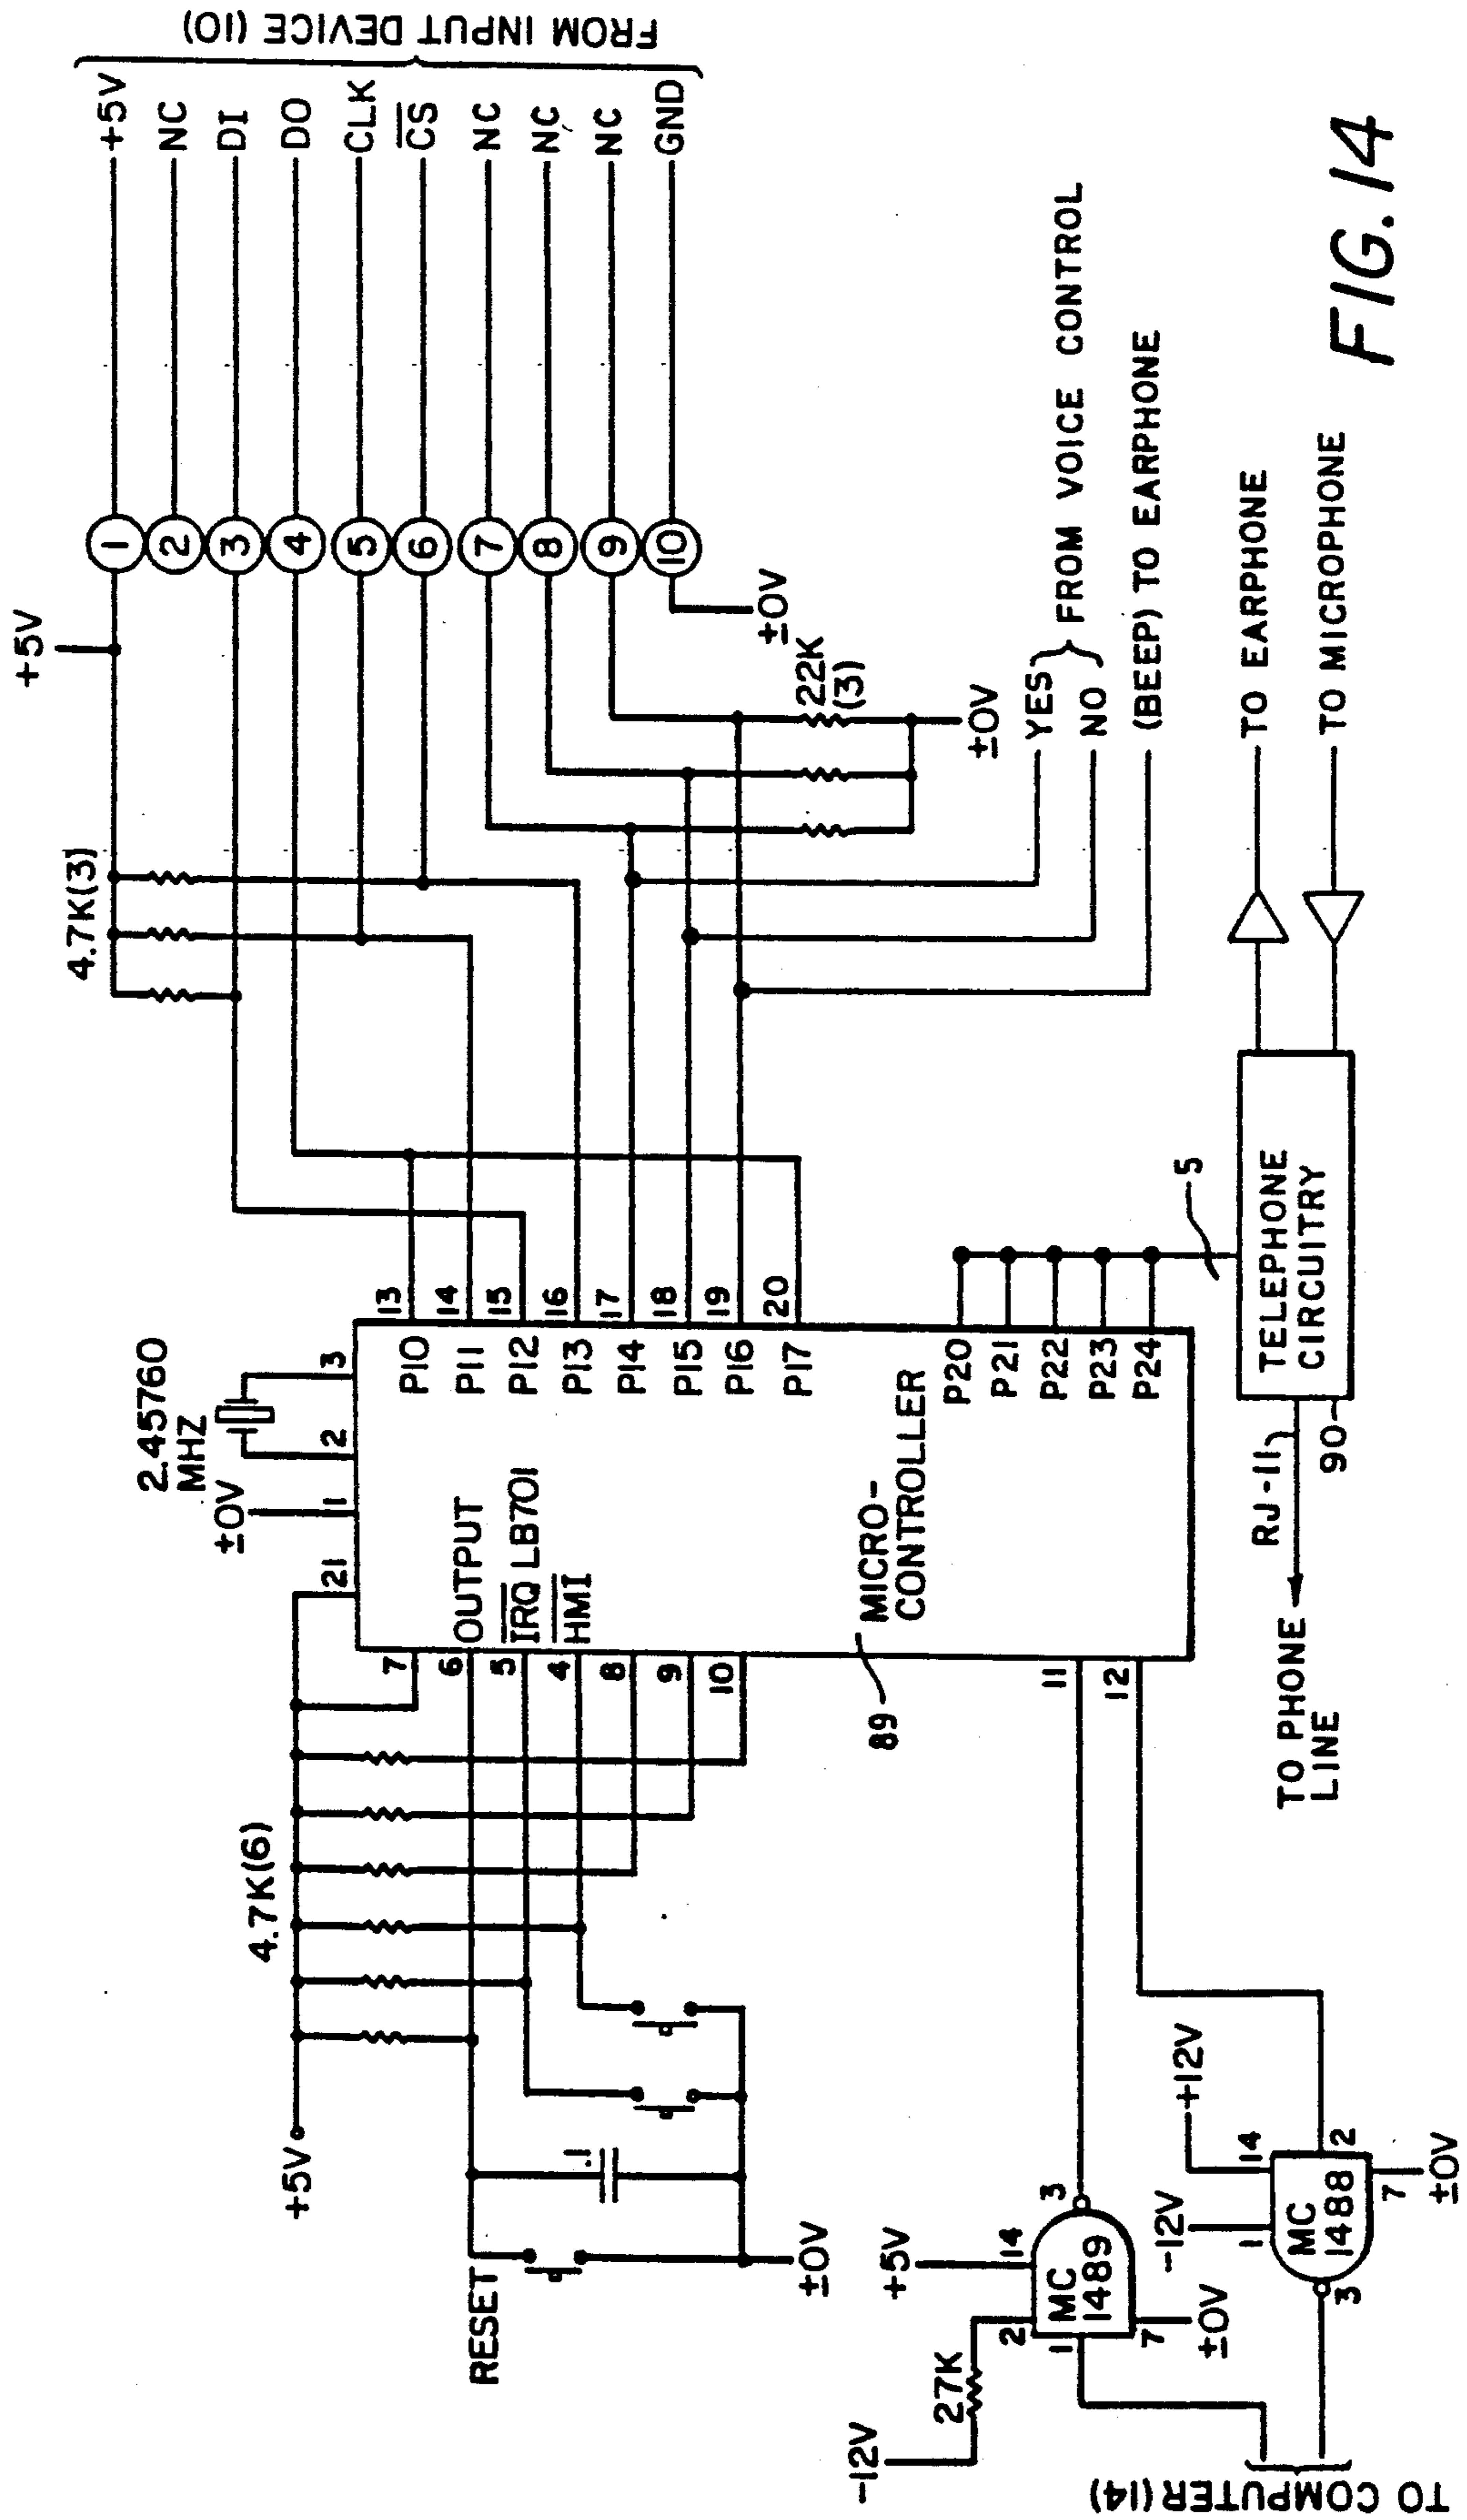 FROM INPUT DEVICE (10)
+5V
NC
DI
DO
CLK
CS
NC
NC
NC
GND
1
2
3
4
5
6
7
8
9
10
+5V
±0V
4.7K(3)
22K
(3)
±0V
YES
NO
FROM VOICE CONTROL
(BEEP) TO EARPHONE
TO EARPHONE
TO MICROPHONE
2.45760
MHZ
±0V
21
1
2
3
13
14
15
16
17
18
19
20
P10
P11
P12
P13
P14
P15
P16
P17
P20
P21
P22
P23
P24
OUTPUT
IRQ LB701
HMI
MICRO-
CONTROLLER
89
7
6
5
4
8
9
10
11
12
5
TELEPHONE
CIRCUITRY
90
RJ-11
TO PHONE
LINE
4.7K(6)
+5V
.1
RESET
±0V
-12V
27K
+5V
2
14
1
MC
1489
3
7
±0V
-12V
+12V
1
14
MC
1488
2
3
7
±0V
TO COMPUTER(14)
FIG. 14